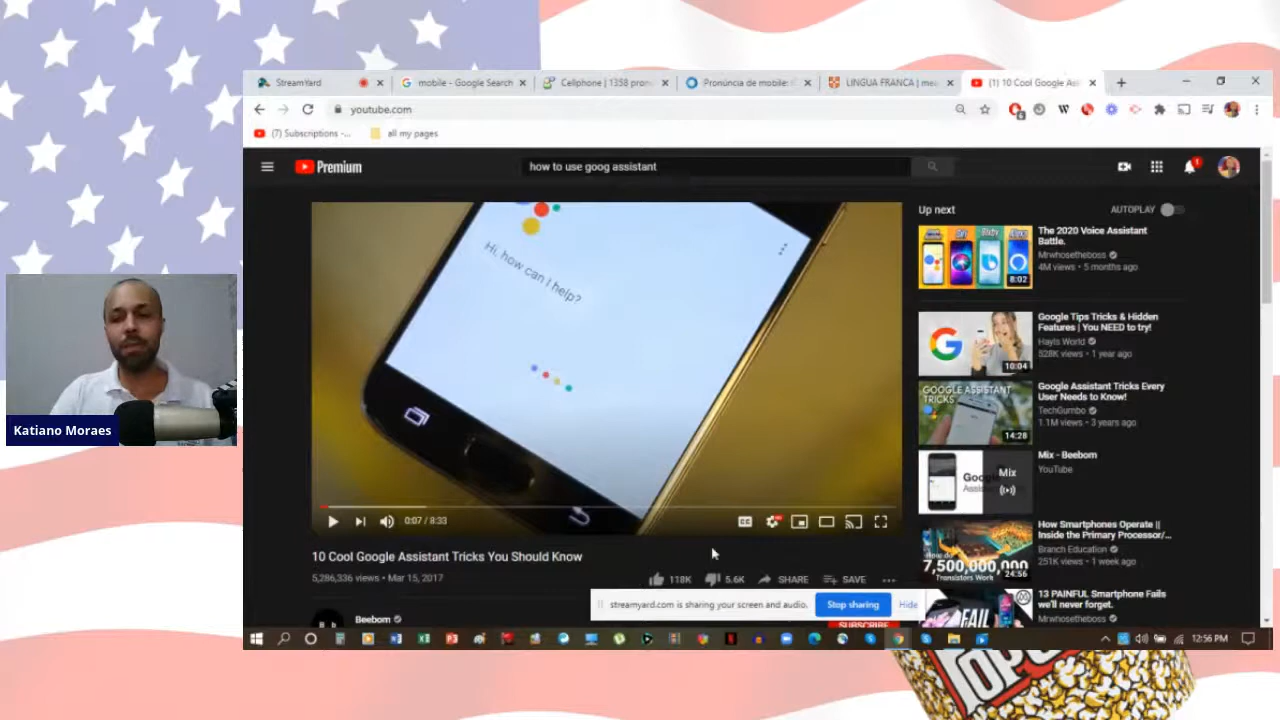 StreamYard
mobile - Google Search
Cellphone | 1358 pron
Pronúncia de mobile:
LINGUA FRANCA | mea
(1) 10 Cool Google Ass
youtube.com
(7) Subscriptions -...
all my pages
Premium
how to use goog assistant
1
Hi, how can I help?
0:07 / 8:33
10 Cool Google Assistant Tricks You Should Know
5,286,336 views • Mar 15, 2017
118K
5.6K
SHARE
SAVE
Beebom
SUBSCRIBE
Up next
AUTOPLAY
The 2020 Voice Assistant
Battle.
Mrwhosetheboss
4M views • 5 months ago
8:02
Google Tips Tricks & Hidden
Features | You NEED to try!
Hayls World
828K views • 1 year ago
10:04
Google Assistant Tricks Every
User Needs to Know!
TechGumbo
1.1M views • 3 years ago
GOOGLE ASSISTANT
TRICKS
14:28
Mix - Beebom
YouTube
Mix
How Smartphones Operate ||
Inside the Primary Processor/...
Branch Education
251K views • 1 week ago
7,500,000,000
Transistors Work
24:56
13 PAINFUL Smartphone Fails
we'll never forget.
Mrwhosetheboss
FAIL
streamyard.com is sharing your screen and audio.
Stop sharing
Hide
12:56 PM
Katiano Moraes